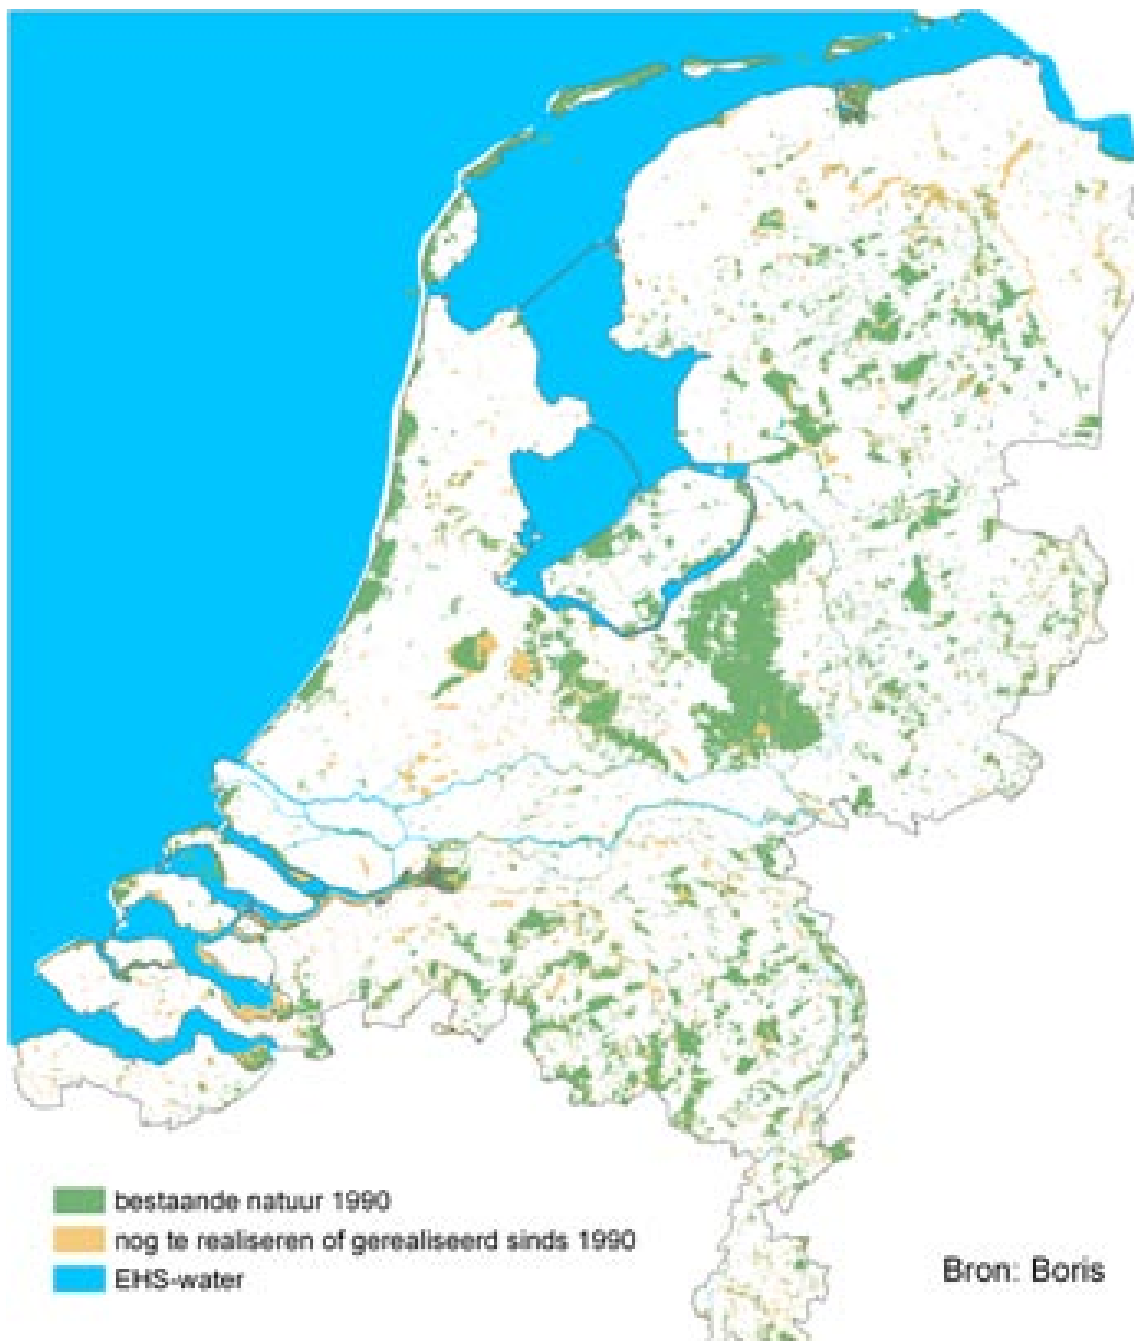 bestaande natuur 1990
nog te realiseren of gerealiseerd sinds 1990
EHS-water
Bron: Boris